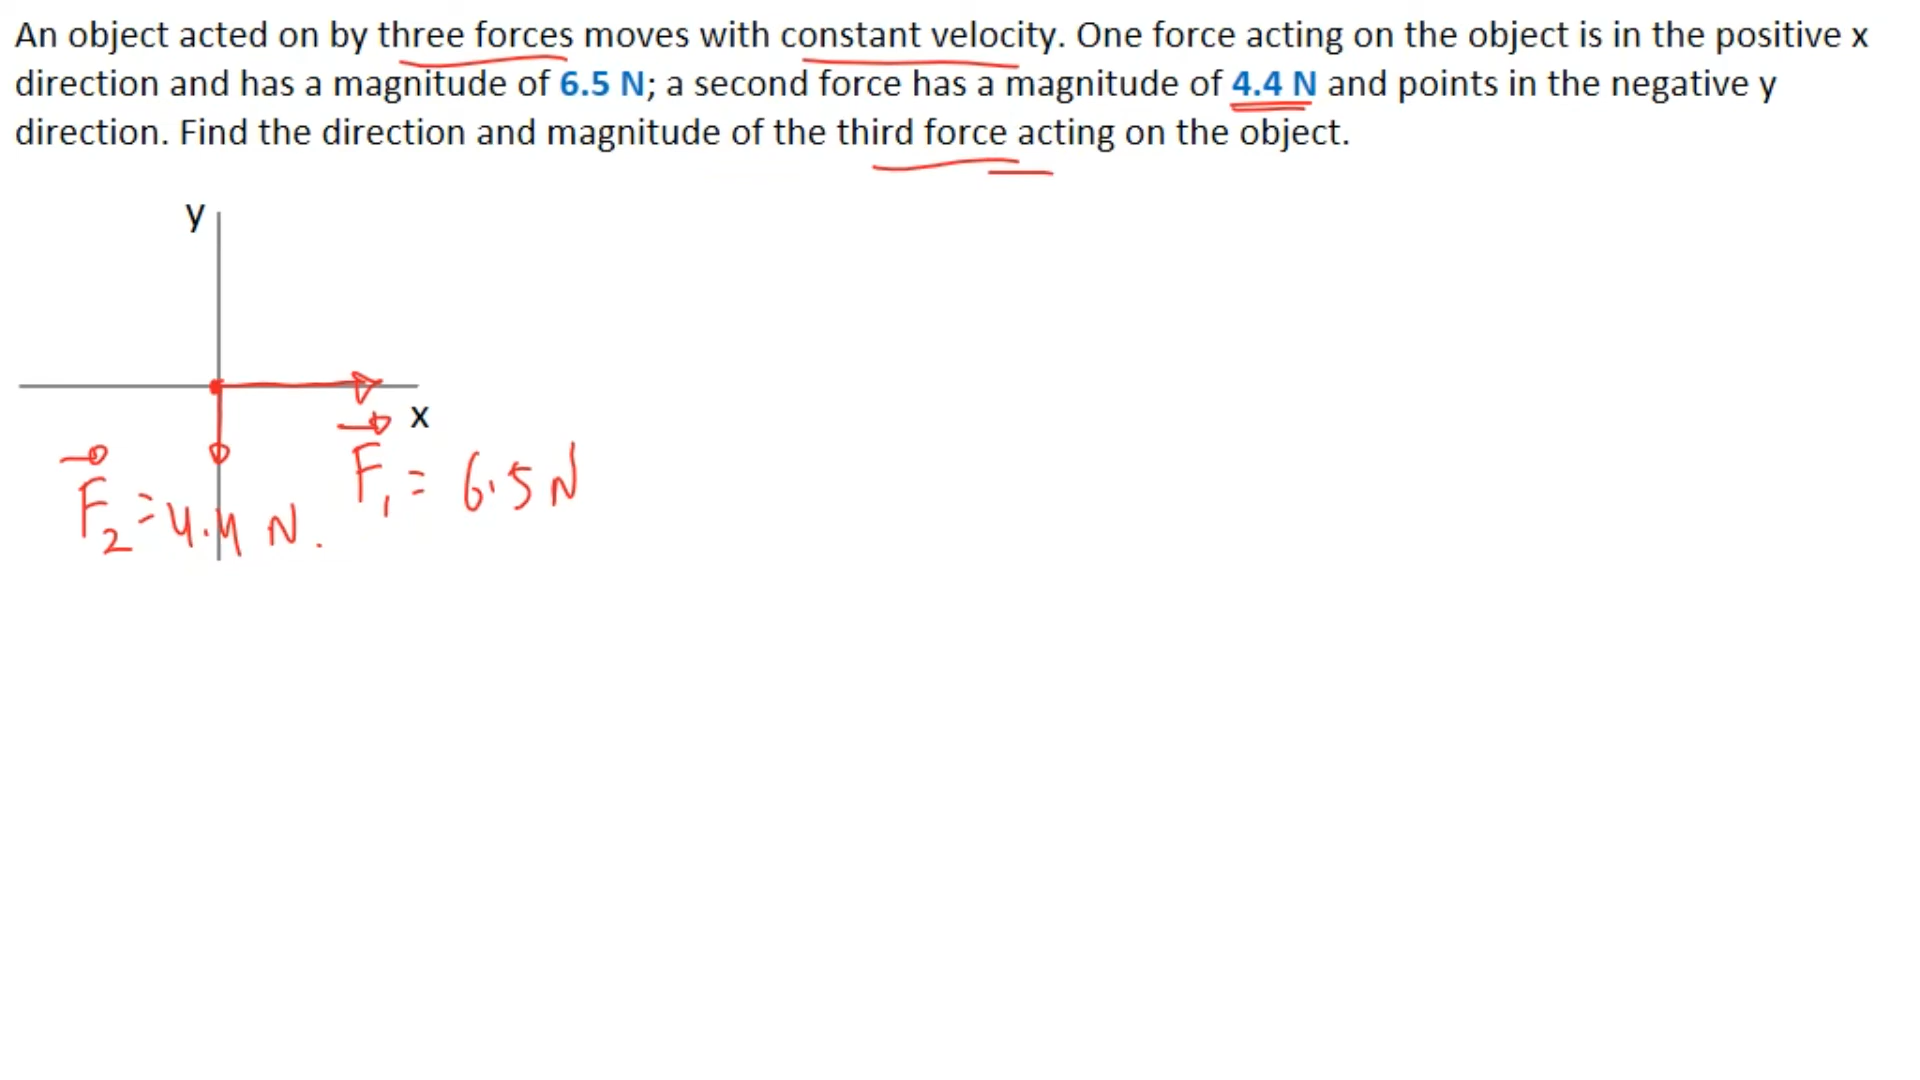 An object acted on by three forces moves with constant velocity. One force acting on the object is in the positive x
direction and has a magnitude of 6.5 N; a second force has a magnitude of 4.4 N and points in the negative y
direction. Find the direction and magnitude of the third force acting on the object.
y
x
F₁ = 6.5 N
F₂ = 4.4 N.